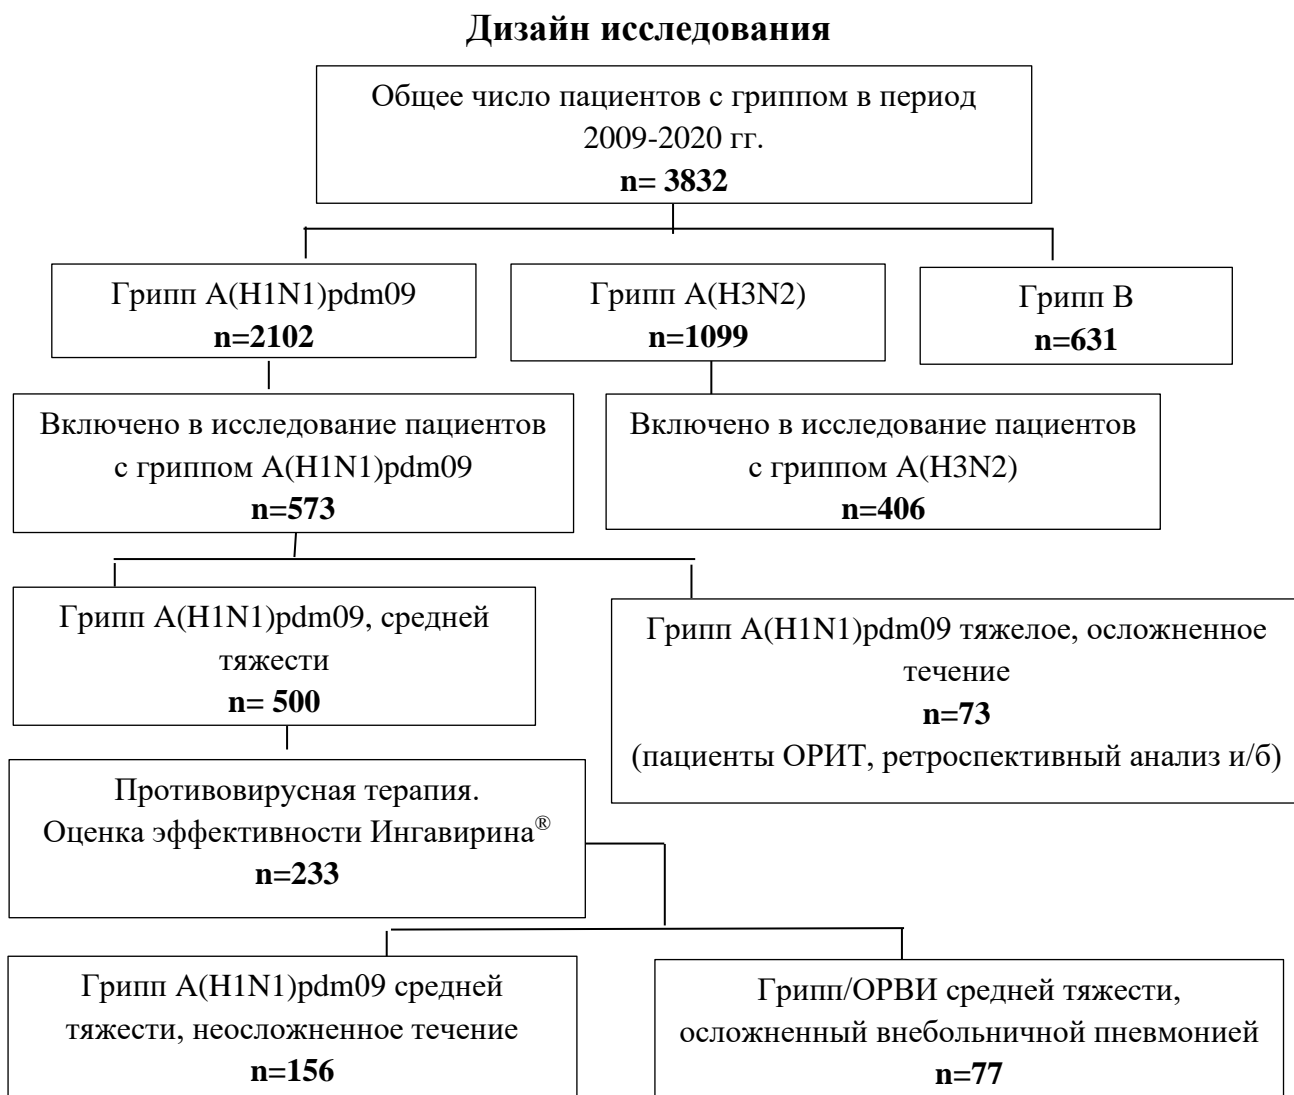 Дизайн исследования
Общее число пациентов с гриппом в период
2009-2020 гг.
n= 3832
Грипп A(H1N1)pdm09
n=2102
Грипп A(H3N2)
n=1099
Грипп В
n=631
Включено в исследование пациентов
с гриппом A(H1N1)pdm09
n=573
Включено в исследование пациентов
с гриппом A(H3N2)
n=406
Грипп A(H1N1)pdm09, средней
тяжести
n= 500
Грипп A(H1N1)pdm09 тяжелое, осложненное
течение
n=73
(пациенты ОРИТ, ретроспективный анализ и/б)
Противовирусная терапия.
Оценка эффективности Ингавирина®
n=233
Грипп A(H1N1)pdm09 средней
тяжести, неосложненное течение
n=156
Грипп/ОРВИ средней тяжести,
осложненный внебольничной пневмонией
n=77